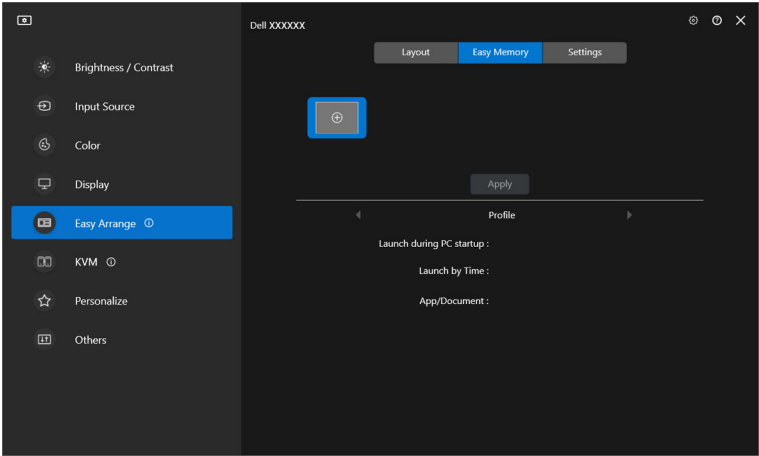 Dell XXXXXX
Layout
Easy Memory
Settings
Brightness / Contrast
Input Source
Color
Display
Easy Arrange
KVM
Personalize
Others
Apply
Profile
Launch during PC startup :
Launch by Time :
App/Document :